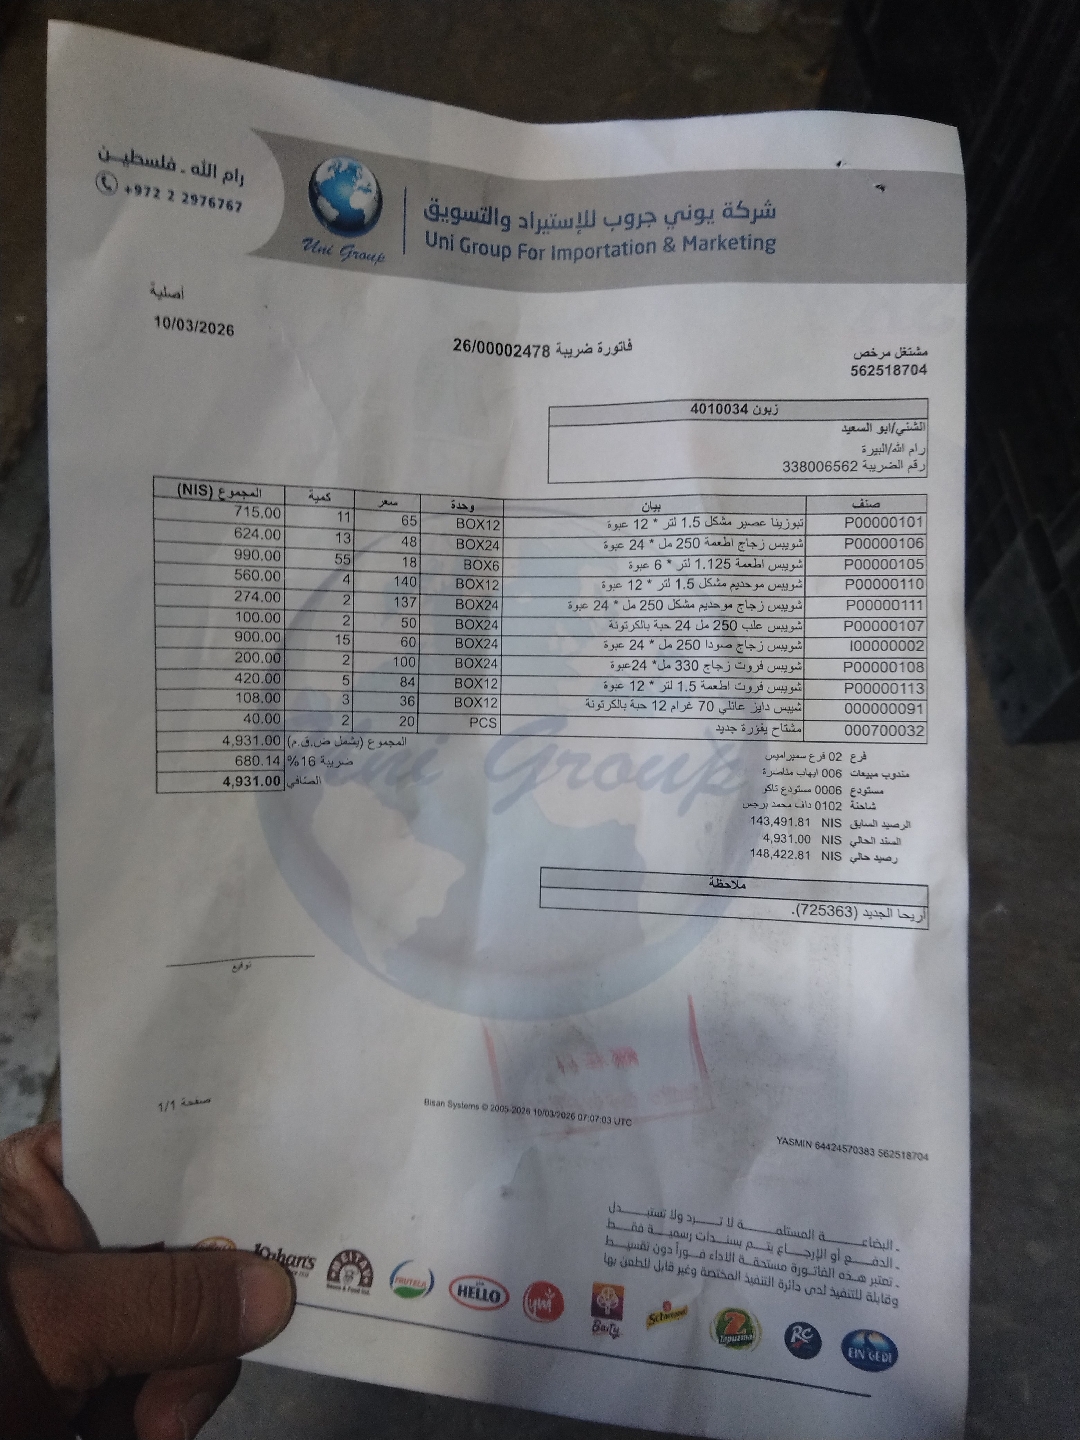 رام الله - فلسطين
+972 2 2976767
Uni Group
شركة يوني جروب للإستيراد والتسويق
Uni Group For Importation & Marketing
أصلية
10/03/2026
فاتورة ضريبة 26/00002478
مشتغل مرخص
562518704
زبون 4010034
الشني/ابو السعيد
رام الله/البيرة
رقم الضريبة 338006562
صنف بيان وحدة سعر كمية المجموع (NIS)
P00000101 تبوزينا عصير مشكل 1.5 لتر * 12 عبوة BOX12 65 11 715.00
P00000106 شويبس زجاج اطعمة 250 مل * 24 عبوة BOX24 48 13 624.00
P00000105 شويبس اطعمة 1.125 لتر * 6 عبوة BOX6 18 55 990.00
P00000110 شويبس موحديم مشكل 1.5 لتر * 12 عبوة BOX12 140 4 560.00
P00000111 شويبس زجاج موحديم مشكل 250 مل * 24 عبوة BOX24 137 2 274.00
P00000107 شويبس علب 250 مل 24 حبة بالكرتونة BOX24 50 2 100.00
I00000002 شويبس زجاج صودا 250 مل * 24 عبوة BOX24 60 15 900.00
P00000108 شويبس فروت زجاج 330 مل* 24عبوة BOX24 100 2 200.00
P00000113 شويبس فروت اطعمة 1.5 لتر * 12 عبوة BOX12 84 5 420.00
000000091 شيبس دايز عائلي 70 غرام 12 حبة بالكرتونة BOX12 36 3 108.00
000700032 مشتاح يفزرة جديد PCS 20 2 40.00
المجموع (يشمل ض.ق.م) 4,931.00
ضريبة 16% 680.14
الصافي 4,931.00
فرع 02 فرع سميراميس
مندوب مبيعات 006 ايهاب مناصرة
مستودع 0006 مستودع تاكو
شاحنة 0102 داف محمد برجس
الرصيد السابق NIS 143,491.81
السند الحالي NIS 4,931.00
رصيد حالي NIS 148,422.81
ملاحظة
أريحا الجديد (725363).
توقيع
صفحة 1/1
Bisan Systems © 2005-2026 10/03/2026 07:07:03 UTC
YASMIN 64424570383 562518704
- البضاعة المستلمة لا ترد ولا تستبدل
- الدفع أو الإرجاع يتم بسندات رسمية فقط
- تعتبر هذه الفاتورة مستحقة الاداء فوراً دون تقسيط
وقابلة للتنفيذ لدى دائرة التنفيذ المختصة وغير قابل للطعن بها
EITAN
FRUTELA
HELLO
Barty
Tapuzina
RC
EIN GEDI